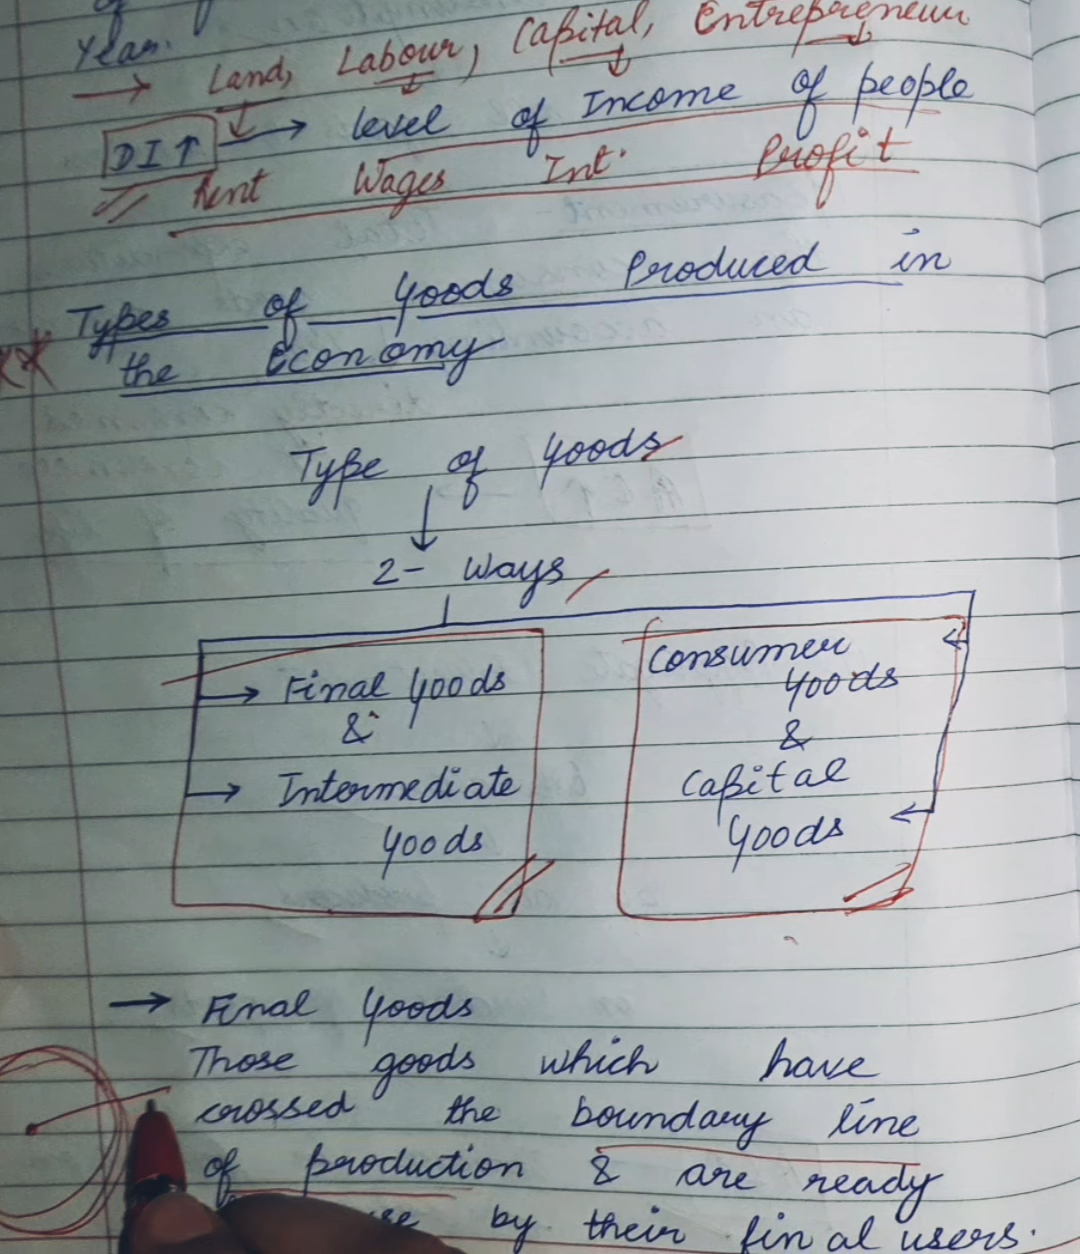 of
Year.
→ Land, Labour, Capital, Entrepreneur
DI↑ → level of Income of people
Rent Wages Int. Profit
Types of Goods Produced in
the Economy
Type of Goods
2- Ways
→ Final Goods
&
→ Intermediate
Goods
Consumer
Goods
&
Capital
Goods
→ Final Goods
Those goods which have
crossed the boundary line
of production & are ready
by their final users.